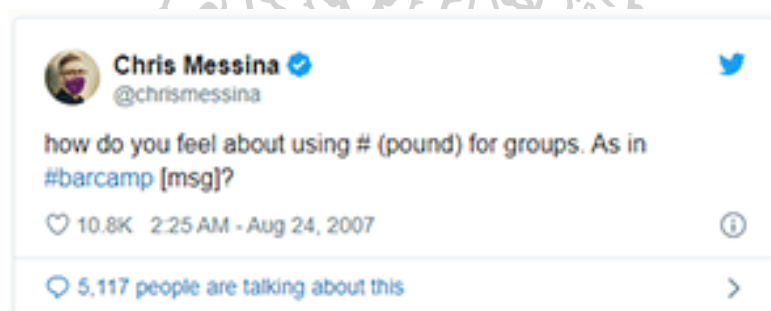 Chris Messina
@chrismessina
how do you feel about using # (pound) for groups. As in
#barcamp [msg]?
10.8K 2:25 AM - Aug 24, 2007
5,117 people are talking about this